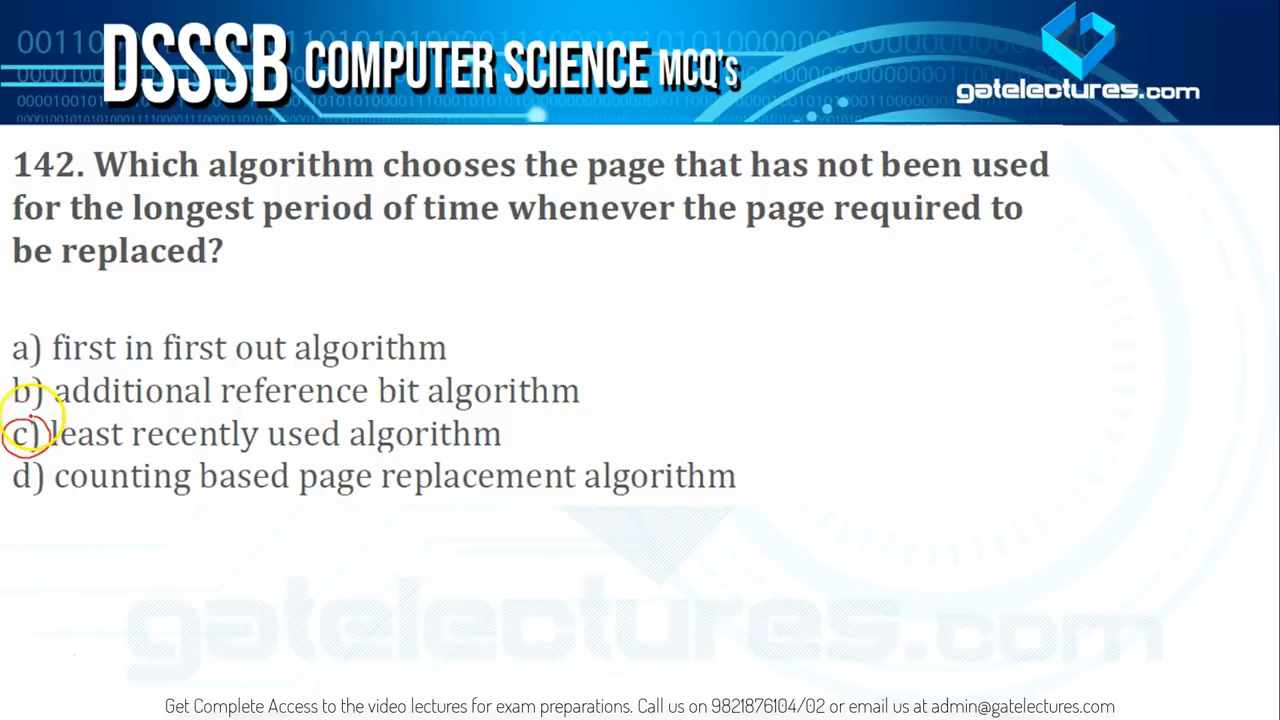 DSSSB COMPUTER SCIENCE MCQ's
gatelectures.com
142. Which algorithm chooses the page that has not been used
for the longest period of time whenever the page required to
be replaced?
a) first in first out algorithm
b) additional reference bit algorithm
c) least recently used algorithm
d) counting based page replacement algorithm
gatelectures.com
Get Complete Access to the video lectures for exam preparations. Call us on 9821876104/02 or email us at admin@gatelectures.com